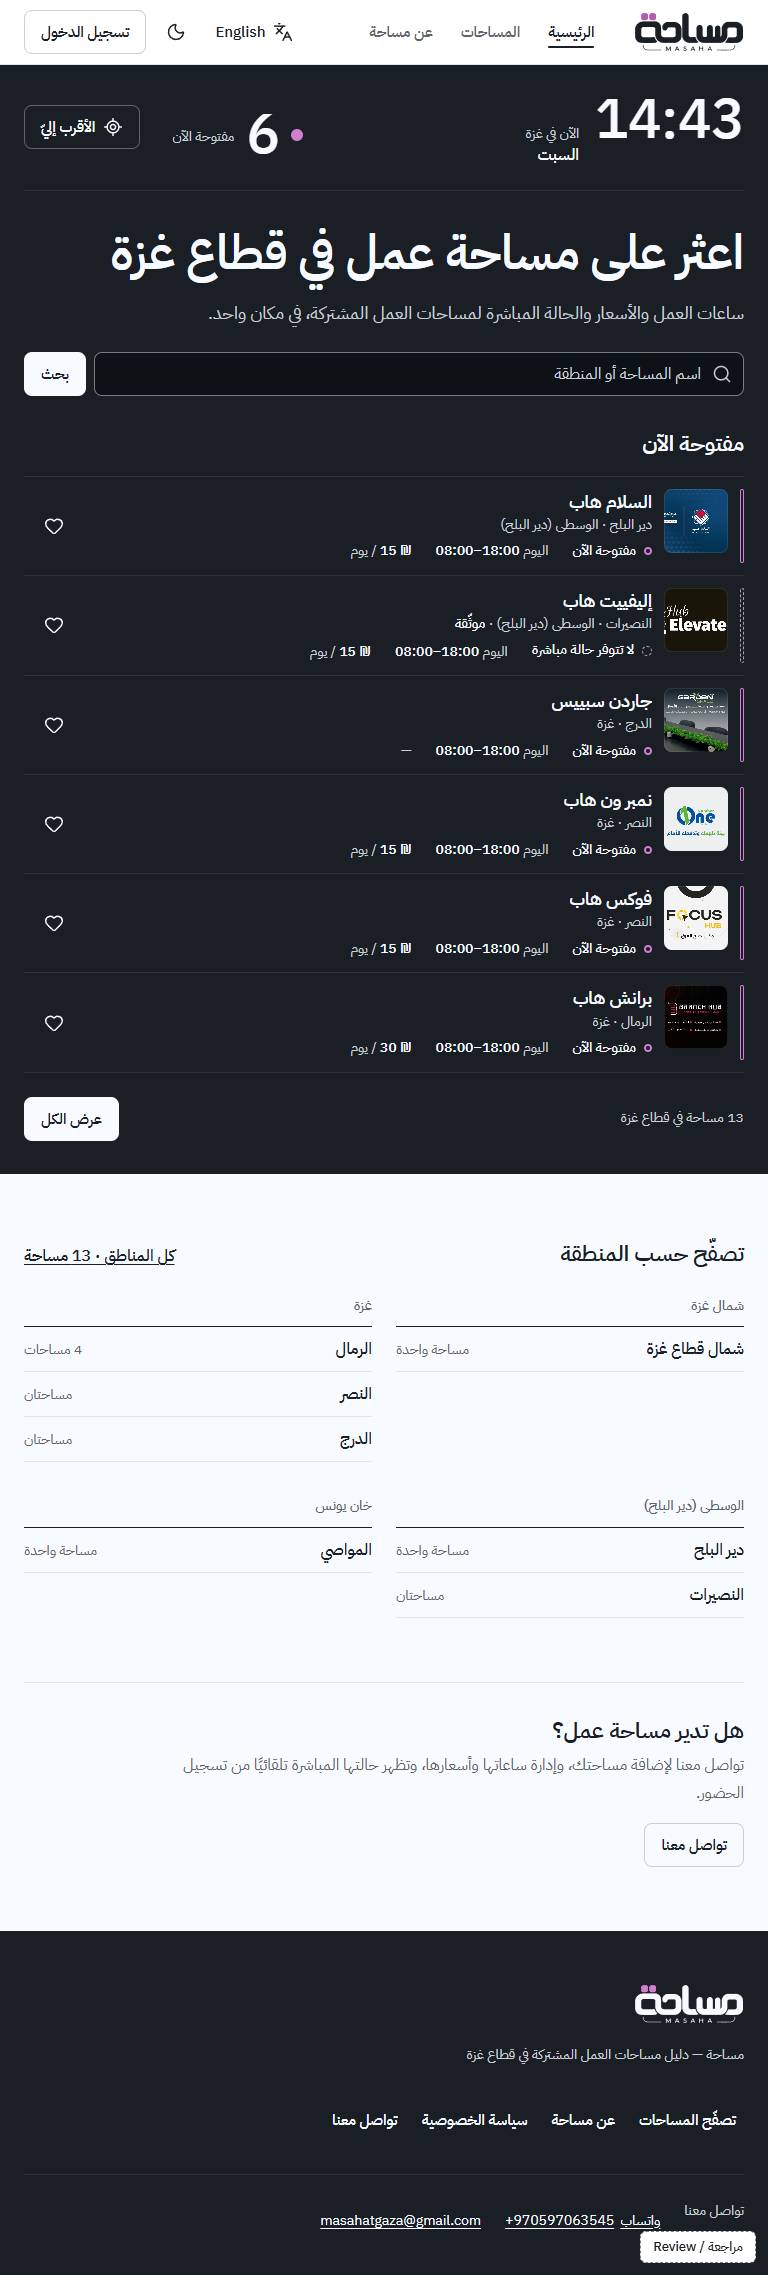 مساحة
MASAHA
الرئيسية
المساحات
عن مساحة
English
تسجيل الدخول
14:43
الآن في غزة
السبت
6
مفتوحة الآن
الأقرب إليّ
اعثر على مساحة عمل في قطاع غزة
ساعات العمل والأسعار والحالة المباشرة لمساحات العمل المشتركة، في مكان واحد.
اسم المساحة أو المنطقة
بحث
مفتوحة الآن
السلام هاب
دير البلح · الوسطى (دير البلح)
مفتوحة الآن اليوم 08:00–18:00 ₪ 15 / يوم
Hub
Elevate
إليفييت هاب
النصيرات · الوسطى (دير البلح) · موثّقة
لا تتوفر حالة مباشرة اليوم 08:00–18:00 ₪ 15 / يوم
GARDEN
جاردن سبييس
الدرج · غزة
مفتوحة الآن اليوم 08:00–18:00 —
One
نمبر ون هاب
النصر · غزة
مفتوحة الآن اليوم 08:00–18:00 ₪ 15 / يوم
FOCUS
HUB
فوكس هاب
النصر · غزة
مفتوحة الآن اليوم 08:00–18:00 ₪ 15 / يوم
BRANCH HUB
برانش هاب
الرمال · غزة
مفتوحة الآن اليوم 08:00–18:00 ₪ 30 / يوم
13 مساحة في قطاع غزة
عرض الكل
تصفّح حسب المنطقة
كل المناطق · 13 مساحة
شمال غزة
شمال قطاع غزة مساحة واحدة
غزة
الرمال 4 مساحات
النصر مساحتان
الدرج مساحتان
الوسطى (دير البلح)
دير البلح مساحة واحدة
النصيرات مساحتان
خان يونس
المواصي مساحة واحدة
هل تدير مساحة عمل؟
تواصل معنا لإضافة مساحتك، وإدارة ساعاتها وأسعارها، وتظهر حالتها المباشرة تلقائيًا من تسجيل
الحضور.
تواصل معنا
مساحة
MASAHA
مساحة — دليل مساحات العمل المشتركة في قطاع غزة
تصفّح المساحات
عن مساحة
سياسة الخصوصية
تواصل معنا
تواصل معنا
واتساب +970597063545
masahatgaza@gmail.com
مراجعة / Review